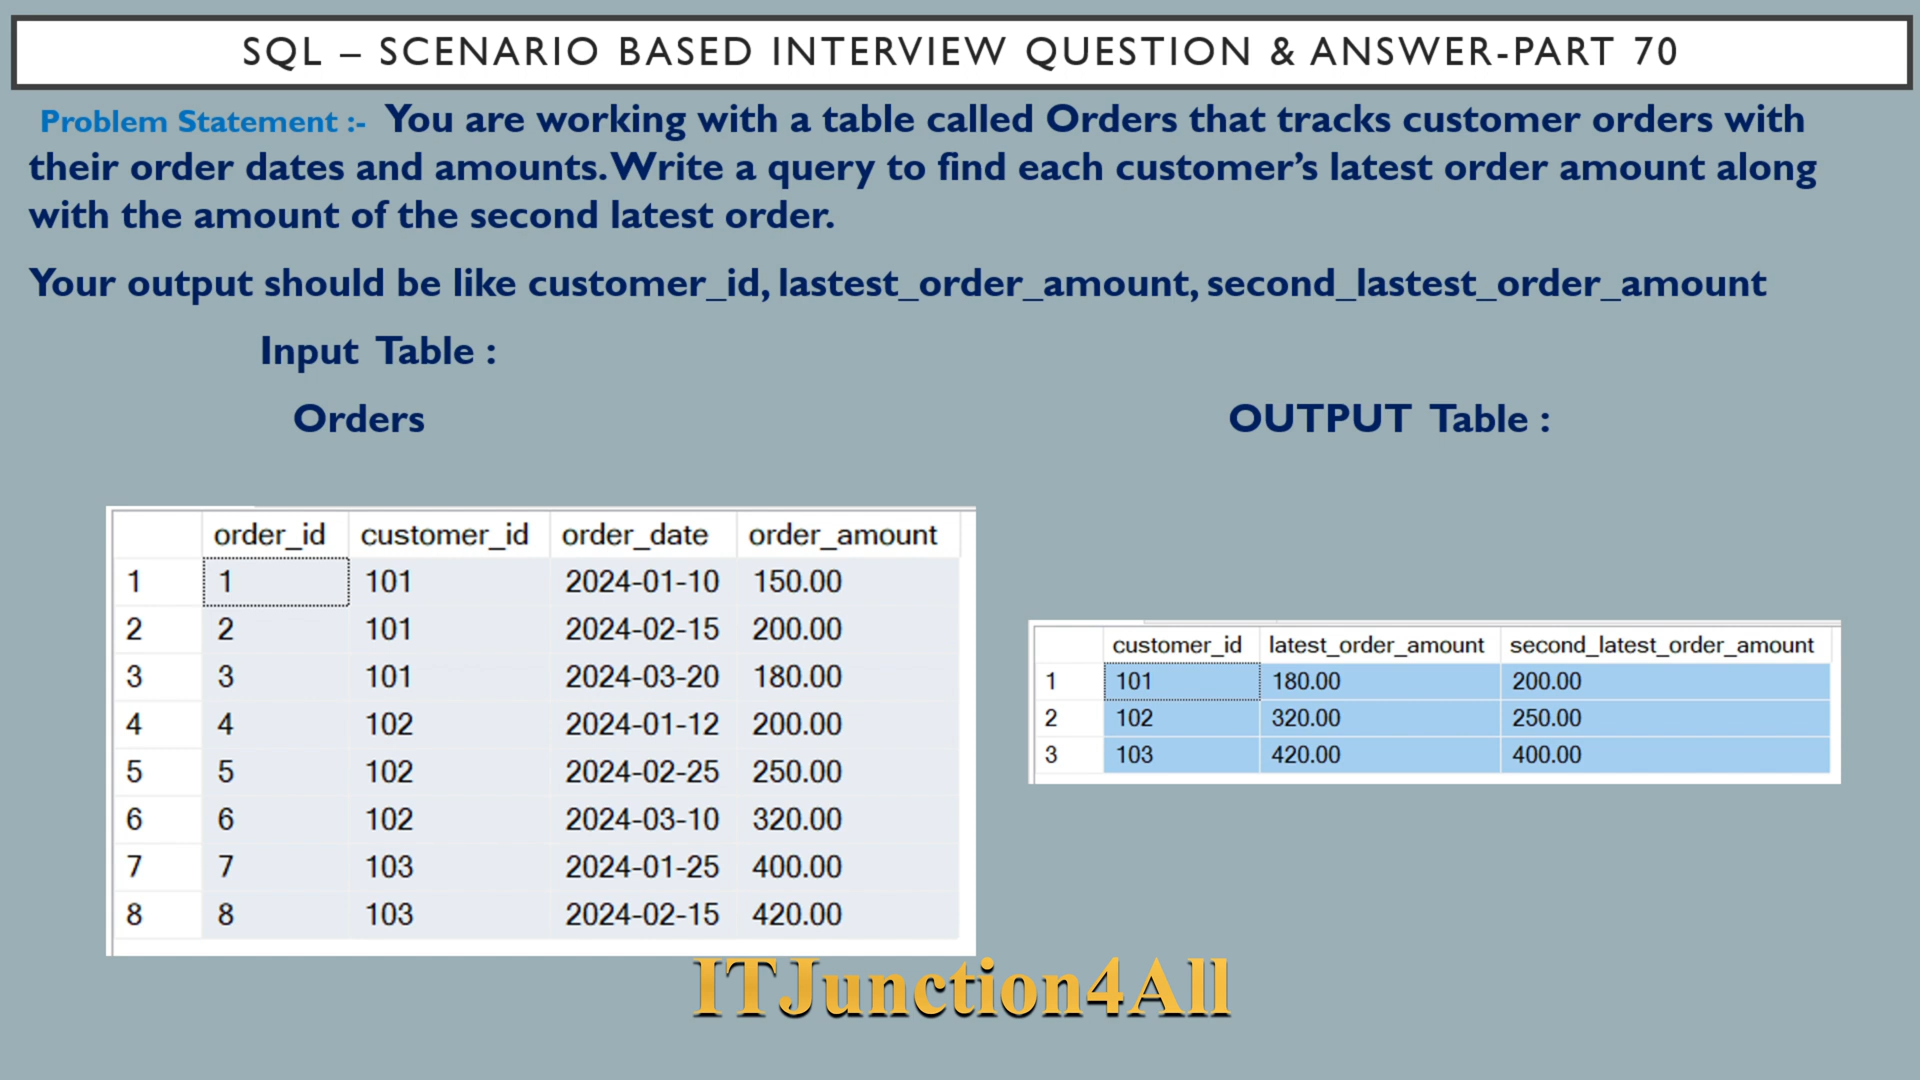 SQL – SCENARIO BASED INTERVIEW QUESTION & ANSWER-PART 70
Problem Statement :- You are working with a table called Orders that tracks customer orders with
their order dates and amounts. Write a query to find each customer’s latest order amount along
with the amount of the second latest order.
Your output should be like customer_id, lastest_order_amount, second_lastest_order_amount
Input Table :
Orders
OUTPUT Table :
order_id customer_id order_date order_amount
1 1 101 2024-01-10 150.00
2 2 101 2024-02-15 200.00
3 3 101 2024-03-20 180.00
4 4 102 2024-01-12 200.00
5 5 102 2024-02-25 250.00
6 6 102 2024-03-10 320.00
7 7 103 2024-01-25 400.00
8 8 103 2024-02-15 420.00
customer_id latest_order_amount second_latest_order_amount
1 101 180.00 200.00
2 102 320.00 250.00
3 103 420.00 400.00
ITJunction4All